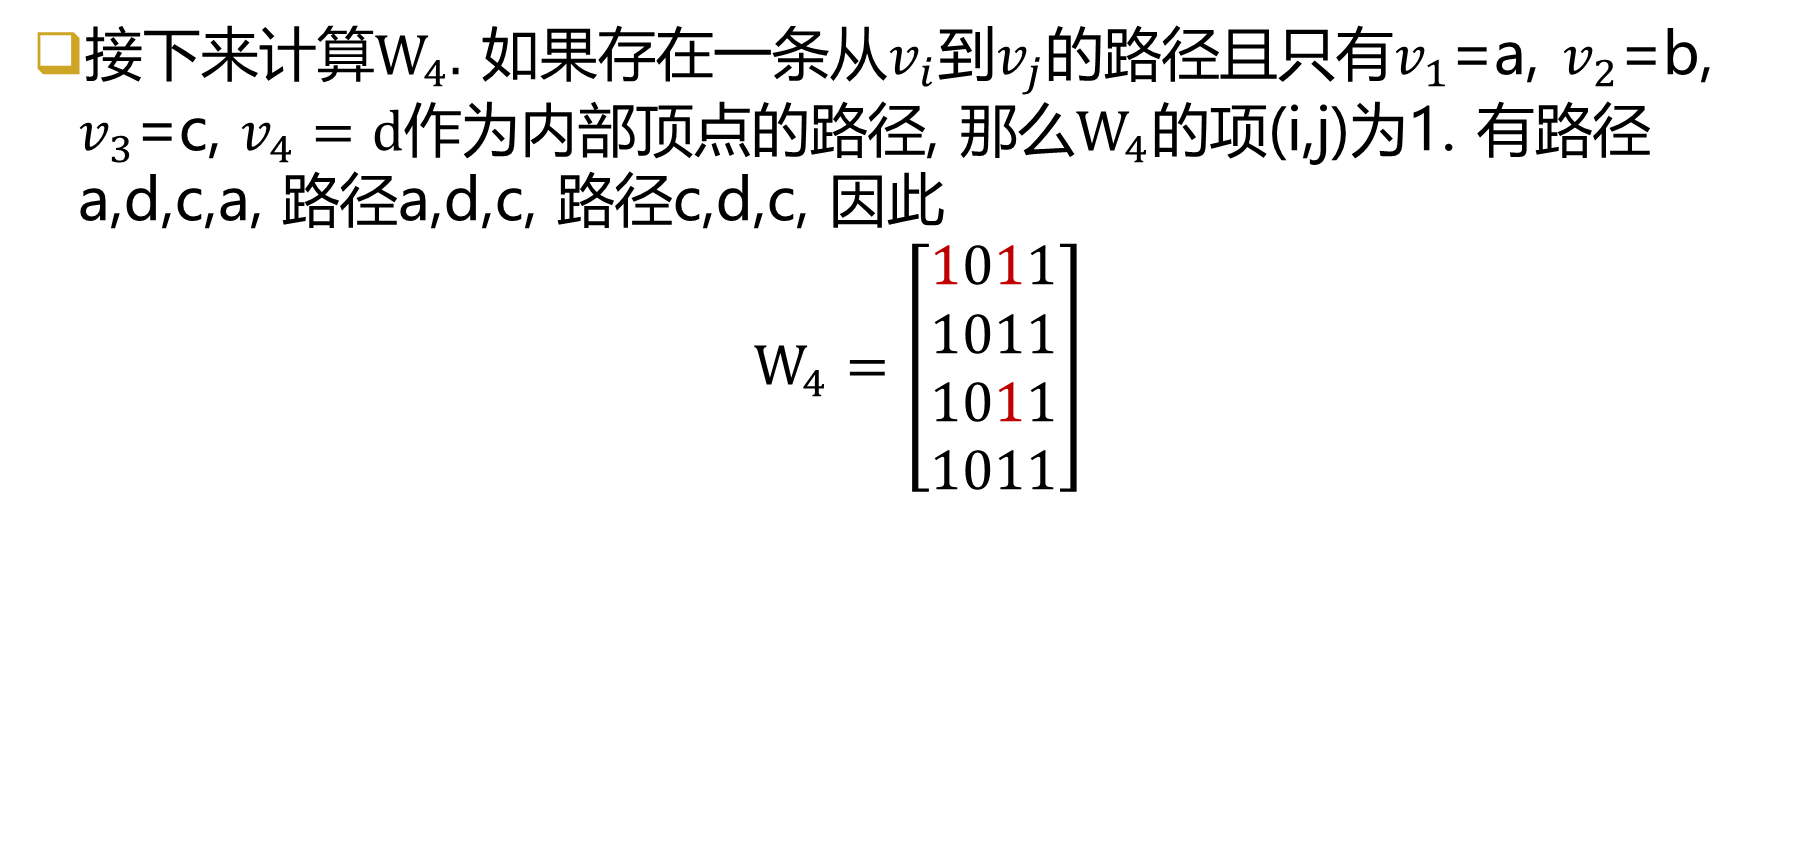 接下来计算W₄. 如果存在一条从𝑣ᵢ到𝑣ⱼ的路径且只有𝑣₁=a, 𝑣₂=b,
𝑣₃=c, 𝑣₄ = d作为内部顶点的路径, 那么W₄的项(i,j)为1. 有路径
a,d,c,a, 路径a,d,c, 路径c,d,c, 因此
1011
1011
W₄ =
1011
1011